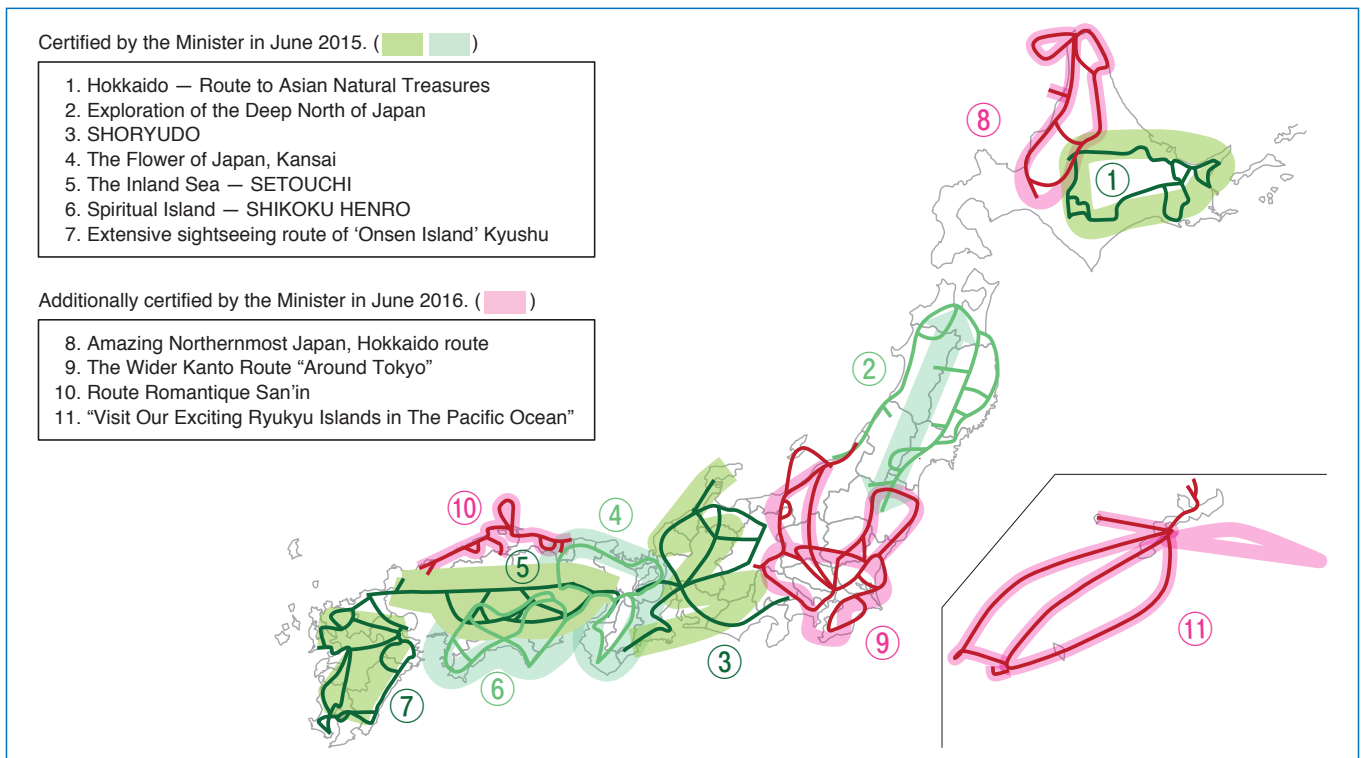 Certified by the Minister in June 2015. ( )
1. Hokkaido — Route to Asian Natural Treasures
2. Exploration of the Deep North of Japan
3. SHORYUDO
4. The Flower of Japan, Kansai
5. The Inland Sea — SETOUCHI
6. Spiritual Island — SHIKOKU HENRO
7. Extensive sightseeing route of ‘Onsen Island’ Kyushu
Additionally certified by the Minister in June 2016. ( )
8. Amazing Northernmost Japan, Hokkaido route
9. The Wider Kanto Route “Around Tokyo”
10. Route Romantique San’in
11. “Visit Our Exciting Ryukyu Islands in The Pacific Ocean”
⑧
①
②
⑩
④
⑤
⑪
⑨
③
⑥
⑦